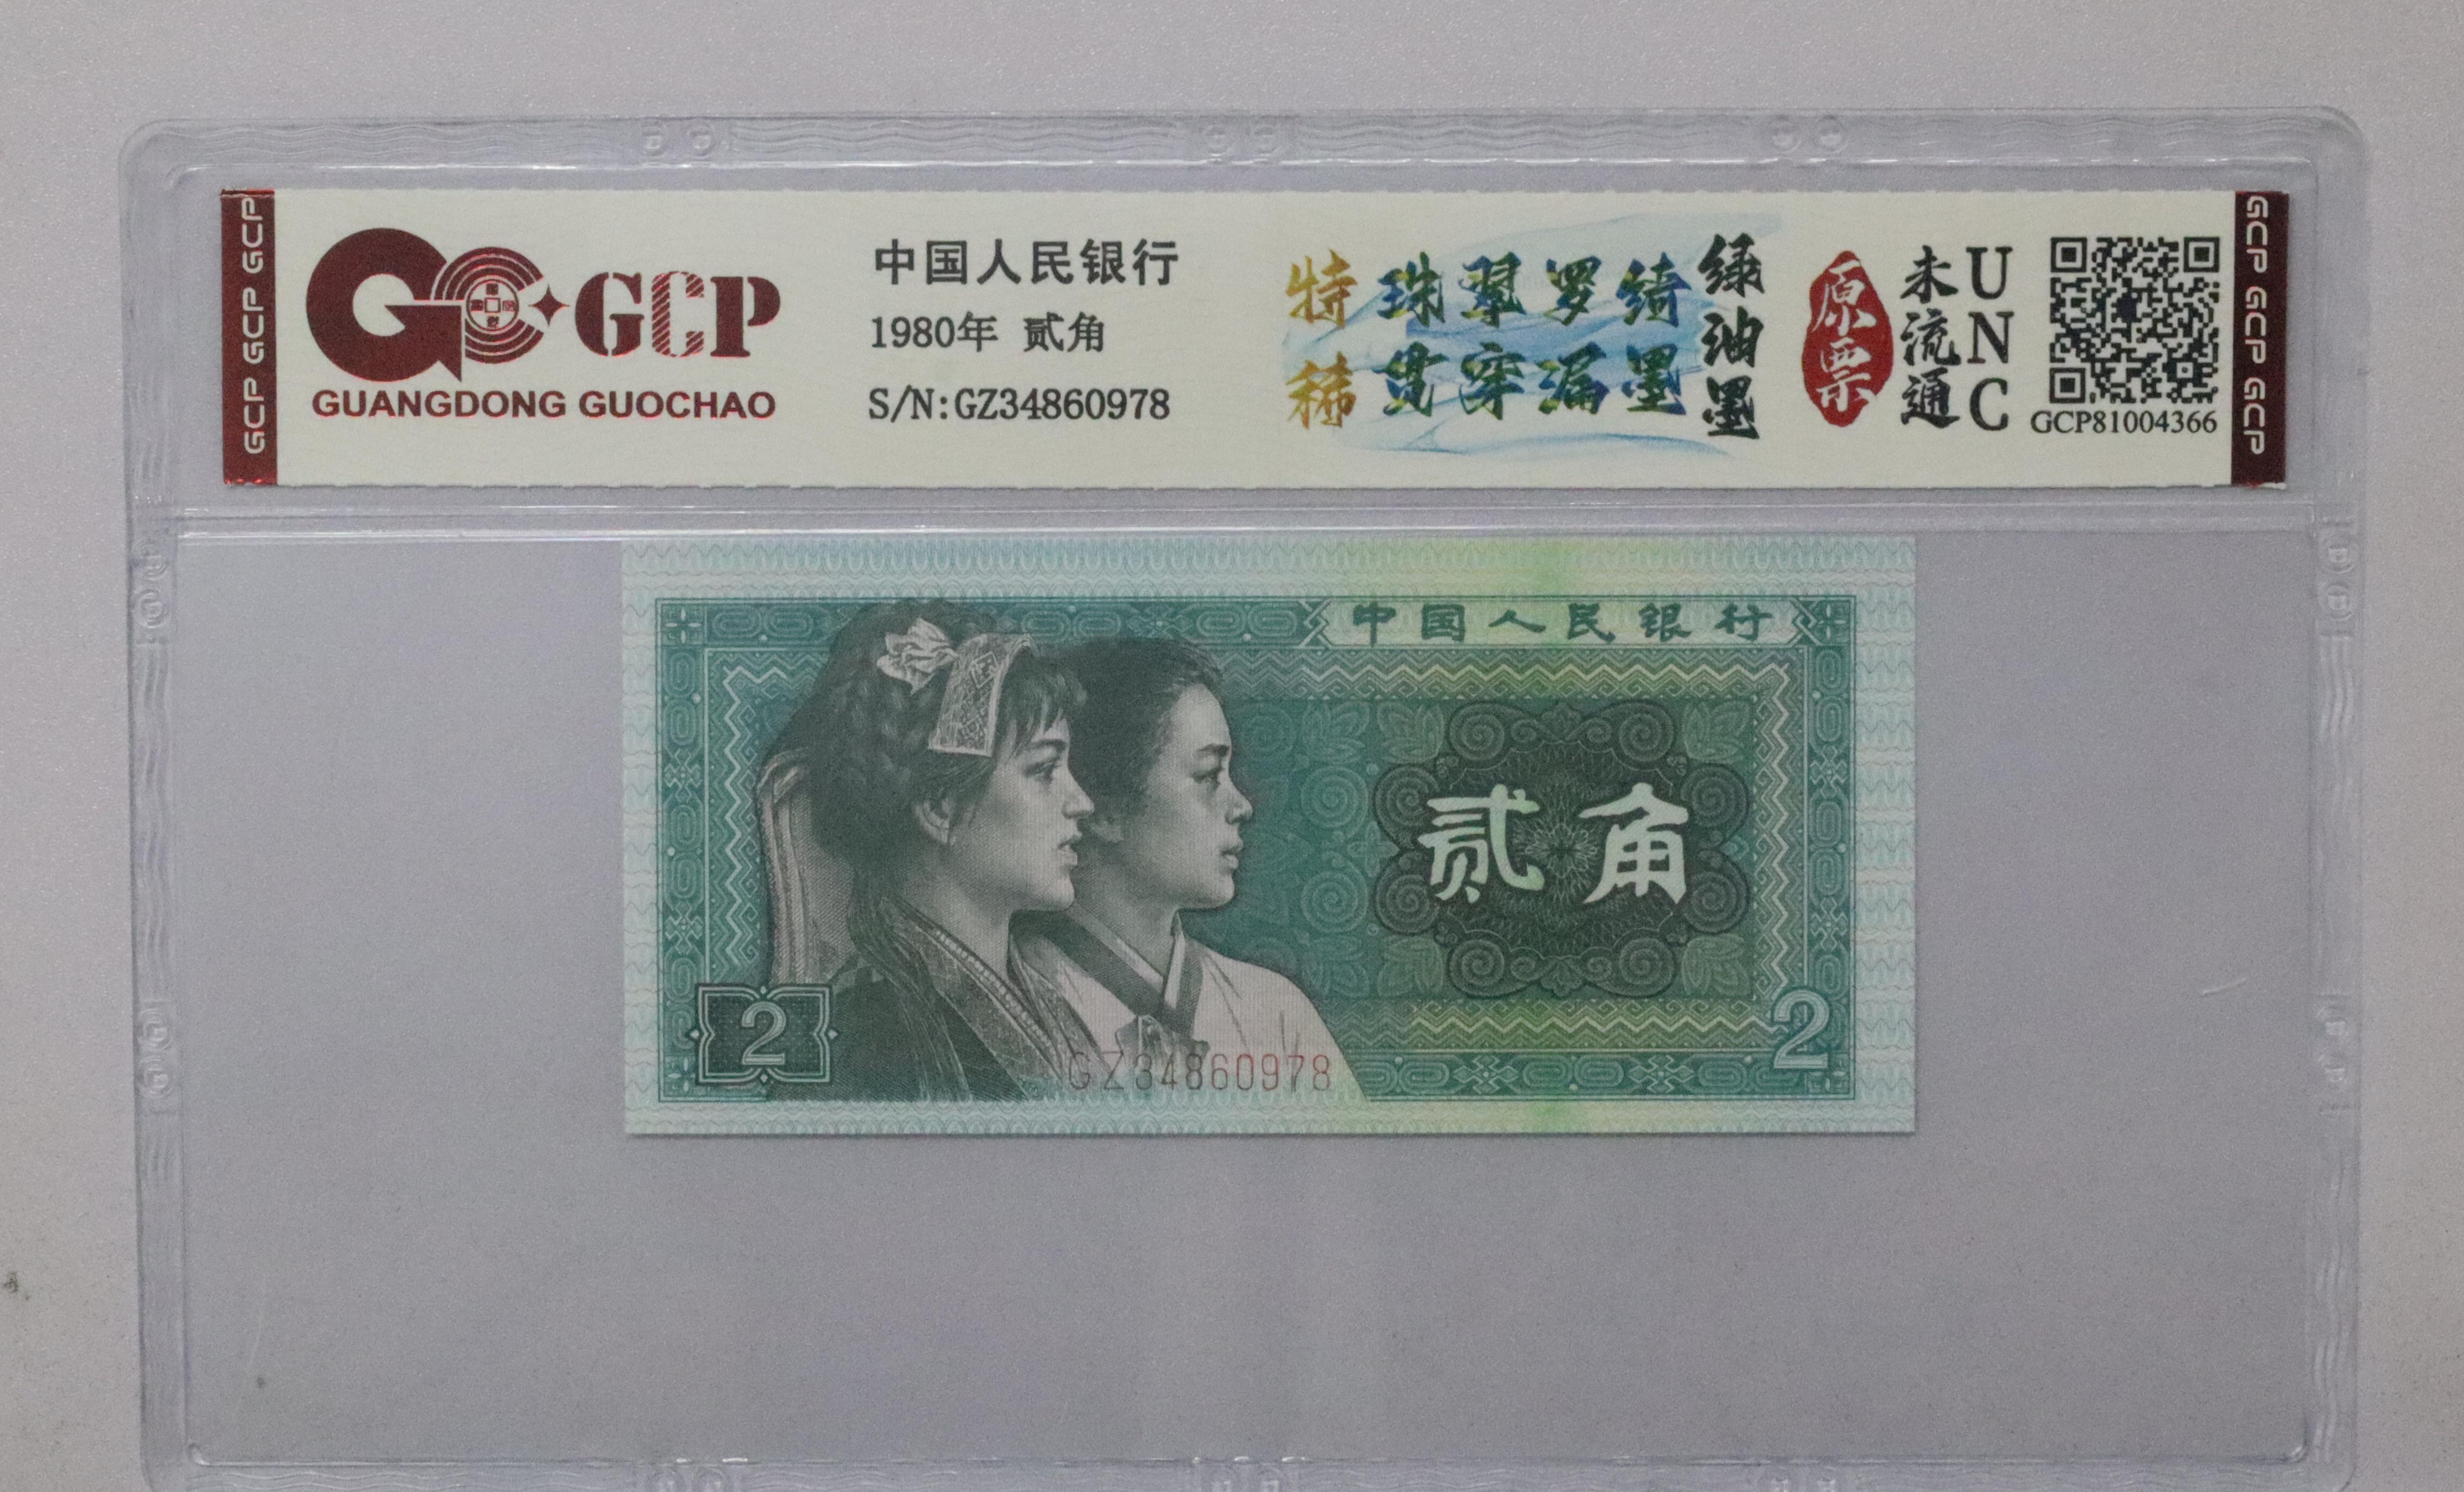 GCP GCP GCP
GCP
GUANGDONG GUOCHAO
中国人民银行
1980年 贰角
S/N:GZ34860978
特稀
珠翠罗绮
贯穿漏墨
绿油墨
原票
未流通
UNC
GCP81004366
GCP GCP GCP
中国人民银行
贰角
2
2
GZ34860978